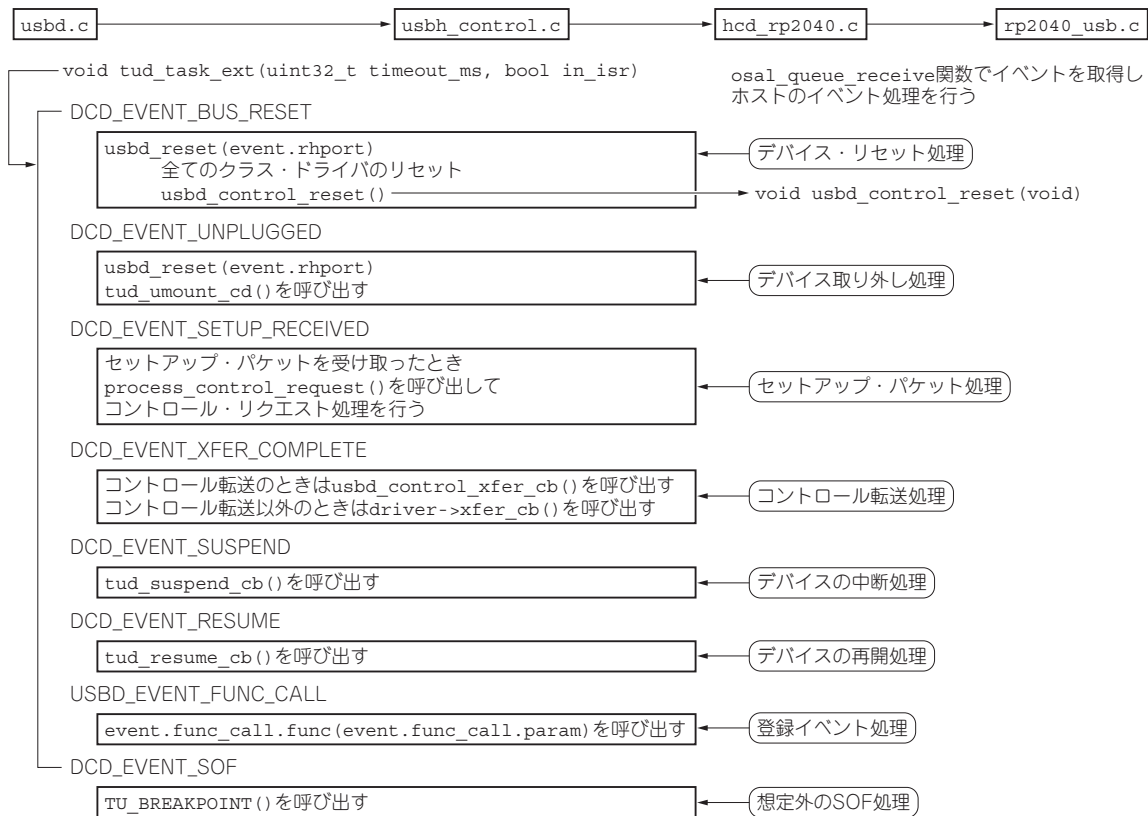 usbd.c
usbh_control.c
hcd_rp2040.c
rp2040_usb.c
void tud_task_ext(uint32_t timeout_ms, bool in_isr)
osal_queue_receive関数でイベントを取得し
ホストのイベント処理を行う
DCD_EVENT_BUS_RESET
usbd_reset(event.rhport)
全てのクラス・ドライバのリセット
usbd_control_reset()
デバイス・リセット処理
void usbd_control_reset(void)
DCD_EVENT_UNPLUGGED
usbd_reset(event.rhport)
tud_umount_cd()を呼び出す
デバイス取り外し処理
DCD_EVENT_SETUP_RECEIVED
セットアップ・パケットを受け取ったとき
process_control_request()を呼び出して
コントロール・リクエスト処理を行う
セットアップ・パケット処理
DCD_EVENT_XFER_COMPLETE
コントロール転送のときはusbd_control_xfer_cb()を呼び出す
コントロール転送以外のときはdriver->xfer_cb()を呼び出す
コントロール転送処理
DCD_EVENT_SUSPEND
tud_suspend_cb()を呼び出す
デバイスの中断処理
DCD_EVENT_RESUME
tud_resume_cb()を呼び出す
デバイスの再開処理
USBD_EVENT_FUNC_CALL
event.func_call.func(event.func_call.param)を呼び出す
登録イベント処理
DCD_EVENT_SOF
TU_BREAKPOINT()を呼び出す
想定外のSOF処理